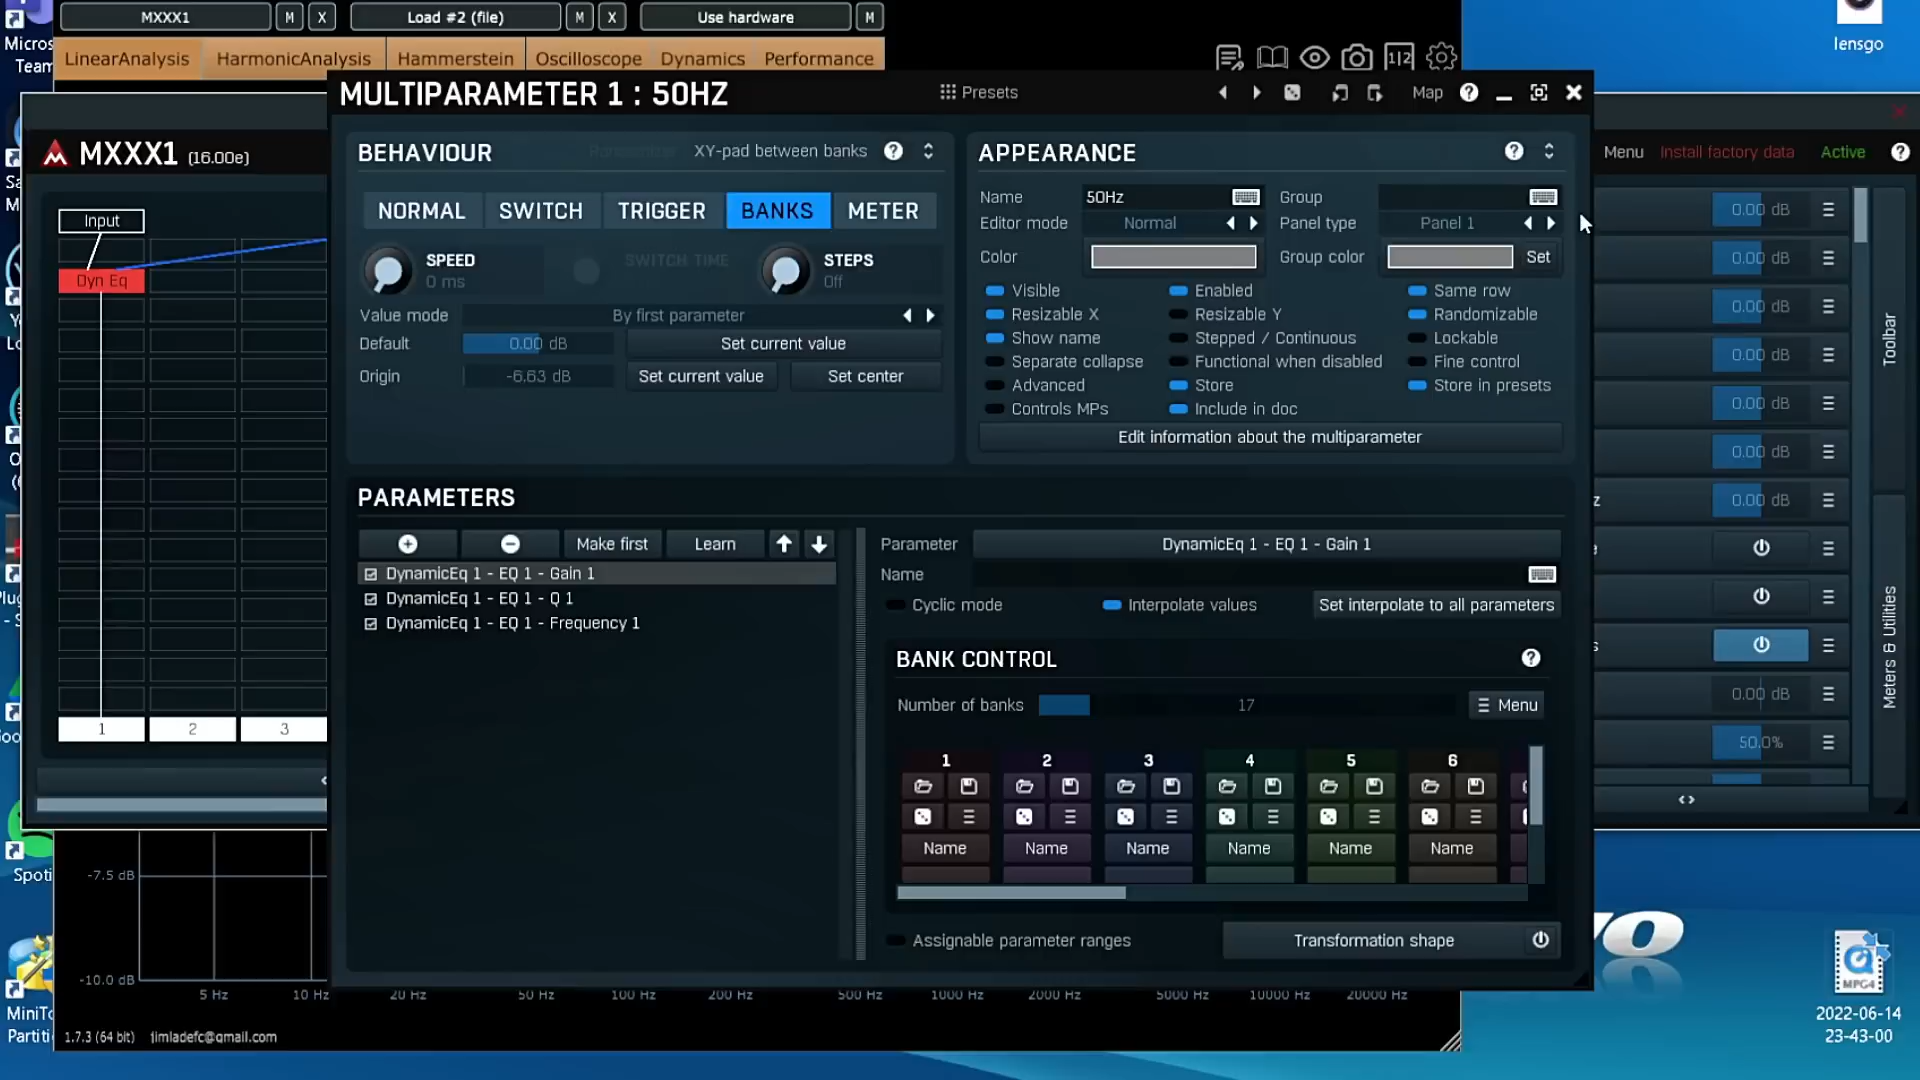 MXXX1 M X Load #2 (file) M X Use hardware M
LinearAnalysis HarmonicAnalysis Hammerstein Oscilloscope Dynamics Performance
lensgo
MULTIPARAMETER 1 : 50HZ Presets Map
MXXX1 (16.00e)
Menu Install factory data Active
Input
Dyn Eq
1 2 3
BEHAVIOUR XY-pad between banks
NORMAL SWITCH TRIGGER BANKS METER
SPEED
0 ms
SWITCH TIME
STEPS
Off
Value mode By first parameter
Default 0.00 dB Set current value
Origin -6.63 dB Set current value Set center
APPEARANCE
Name 50Hz Group
Editor mode Normal Panel type Panel 1
Color Group color Set
Visible Enabled Same row
Resizable X Resizable Y Randomizable
Show name Stepped / Continuous Lockable
Separate collapse Functional when disabled Fine control
Advanced Store Store in presets
Controls MPs Include in doc
Edit information about the multiparameter
PARAMETERS
Make first Learn
DynamicEq 1 - EQ 1 - Gain 1
DynamicEq 1 - EQ 1 - Q 1
DynamicEq 1 - EQ 1 - Frequency 1
Parameter DynamicEq 1 - EQ 1 - Gain 1
Name
Cyclic mode Interpolate values Set interpolate to all parameters
BANK CONTROL
Number of banks 17 Menu
1 2 3 4 5 6
Name Name Name Name Name Name
Assignable parameter ranges Transformation shape
0.00 dB
0.00 dB
0.00 dB
0.00 dB
0.00 dB
0.00 dB
0.00 dB
0.00 dB
50.0%
Toolbar
Meters & Utilities
-7.5 dB
-10.0 dB
5 Hz 10 Hz 20 Hz 50 Hz 100 Hz 200 Hz 500 Hz 1000 Hz 2000 Hz 5000 Hz 10000 Hz 20000 Hz
1.7.3 (64 bit) timladefc@gmail.com
Micros
Team
Spoti
MiniTo
Partiti
MPG4
2022-06-14
23-43-00